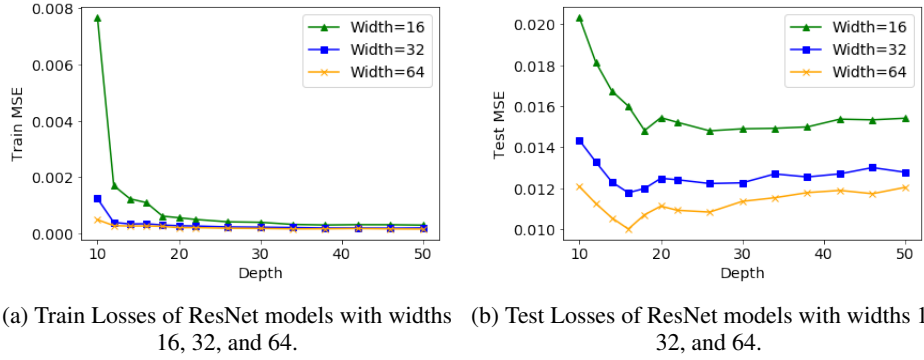 0.008
0.006
0.004
0.002
0.000
Train MSE
Width=16
Width=32
Width=64
10 20 30 40 50
Depth
0.020
0.018
0.016
0.014
0.012
0.010
Test MSE
Width=16
Width=32
Width=64
10 20 30 40 50
Depth
(a) Train Losses of ResNet models with widths
16, 32, and 64.
(b) Test Losses of ResNet models with widths 1
32, and 64.